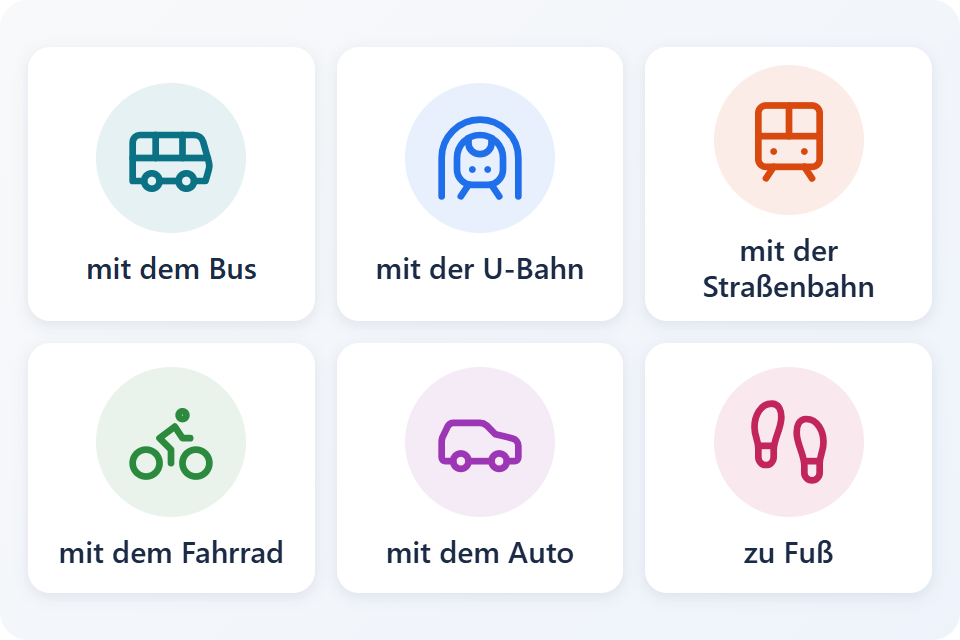 mit dem Bus
mit der U-Bahn
mit der
Straßenbahn
mit dem Fahrrad
mit dem Auto
zu Fuß